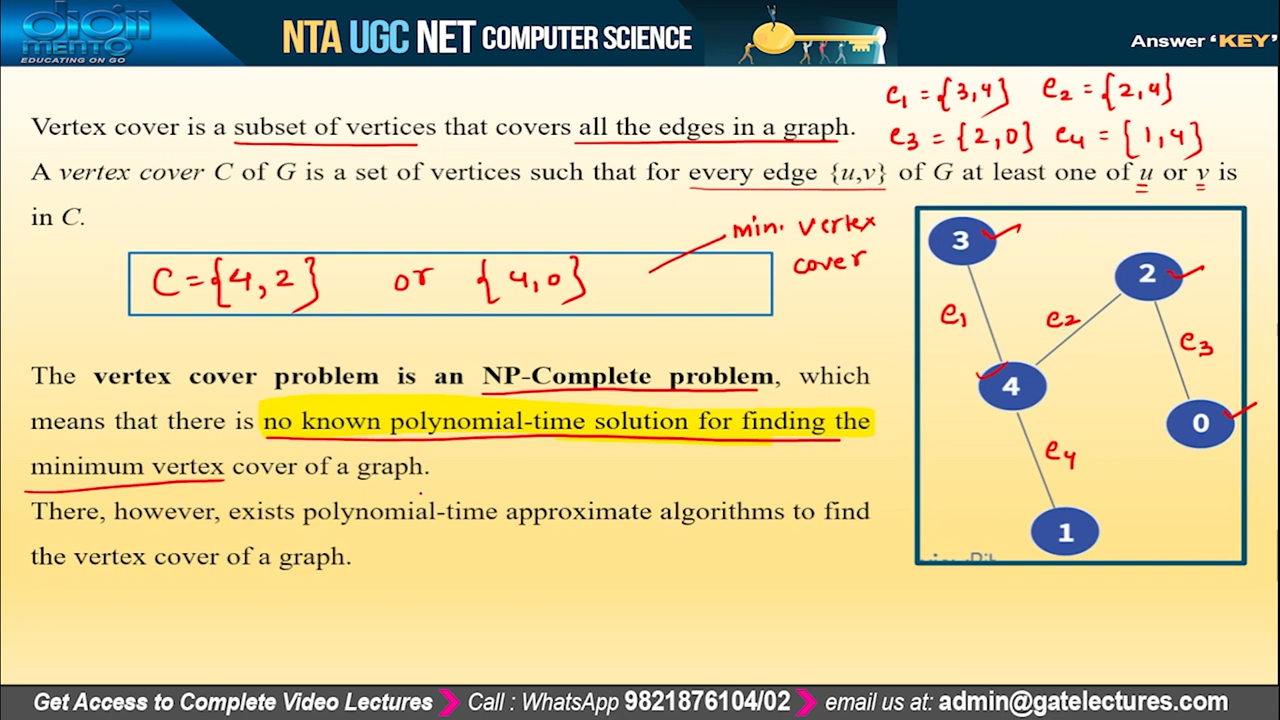 didji
MENTO
EDUCATING ON GO
NTA UGC NET COMPUTER SCIENCE
Answer ‘KEY’
e1 = {3,4} e2 = {2,4}
e3 = {2,0} e4 = {1,4}
Vertex cover is a subset of vertices that covers all the edges in a graph.
A vertex cover C of G is a set of vertices such that for every edge {u,v} of G at least one of u or v is
in C.
min. vertex
cover
C = {4,2} or {4,0}
The vertex cover problem is an NP-Complete problem, which
means that there is no known polynomial-time solution for finding the
minimum vertex cover of a graph.
There, however, exists polynomial-time approximate algorithms to find
the vertex cover of a graph.
3
2
e1
e2
e3
4
0
e4
1
Get Access to Complete Video Lectures Call : WhatsApp 9821876104/02 email us at: admin@gatelectures.com